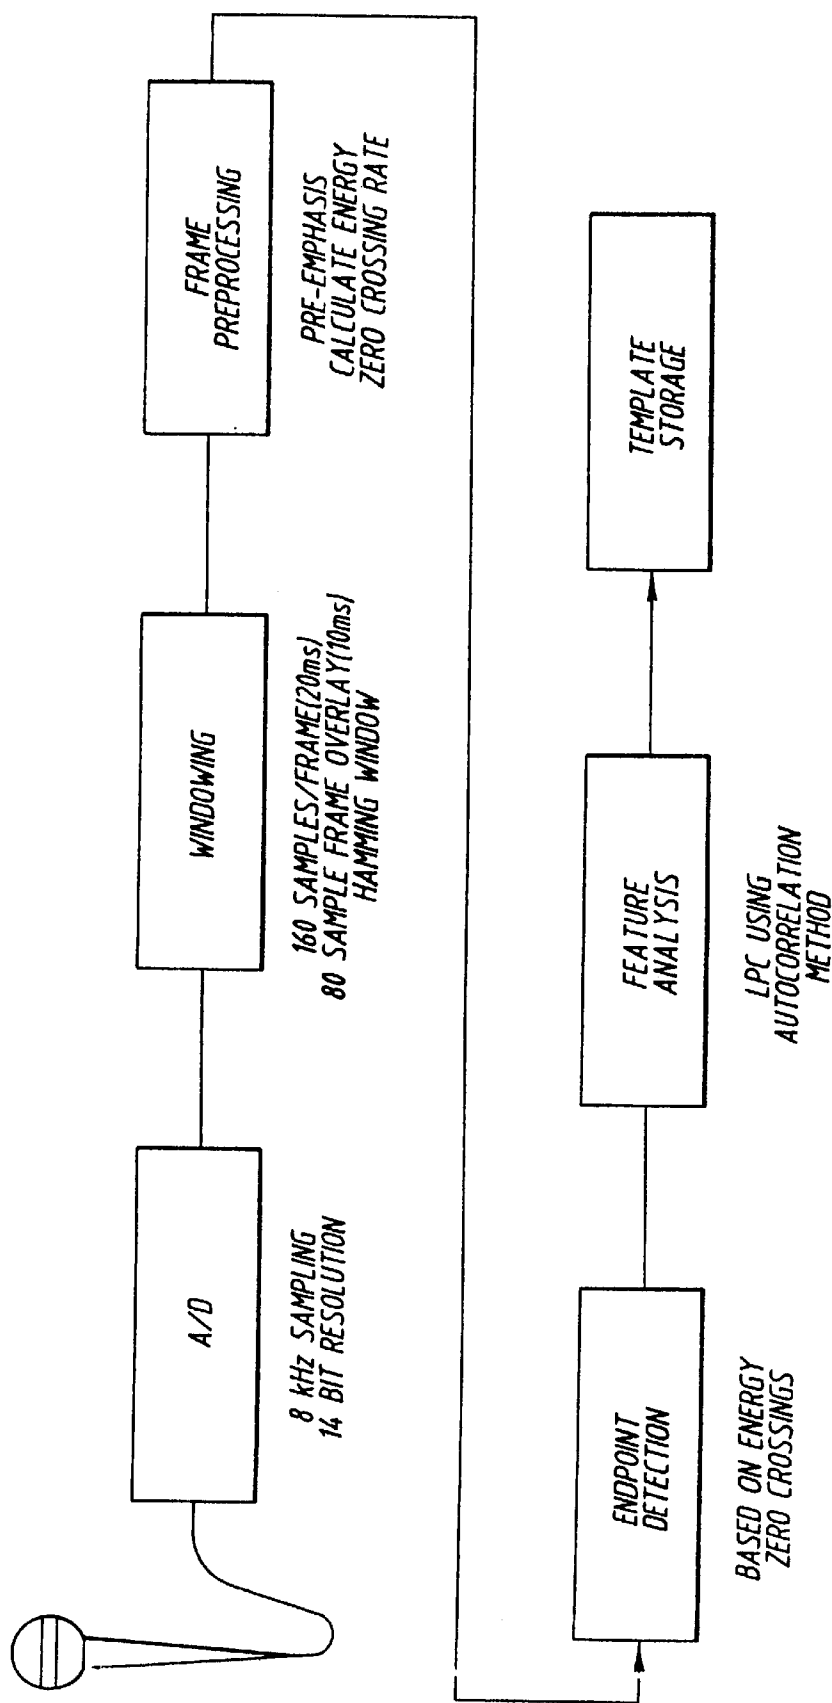 A/D
8 kHz SAMPLING
14 BIT RESOLUTION
WINDOWING
160 SAMPLES/FRAME(20ms)
80 SAMPLE FRAME OVERLAY(10ms)
HAMMING WINDOW
FRAME
PREPROCESSING
PRE-EMPHASIS
CALCULATE ENERGY
ZERO CROSSING RATE
ENDPOINT
DETECTION
BASED ON ENERGY
ZERO CROSSINGS
FEATURE
ANALYSIS
LPC USING
AUTOCORRELATION
METHOD
TEMPLATE
STORAGE